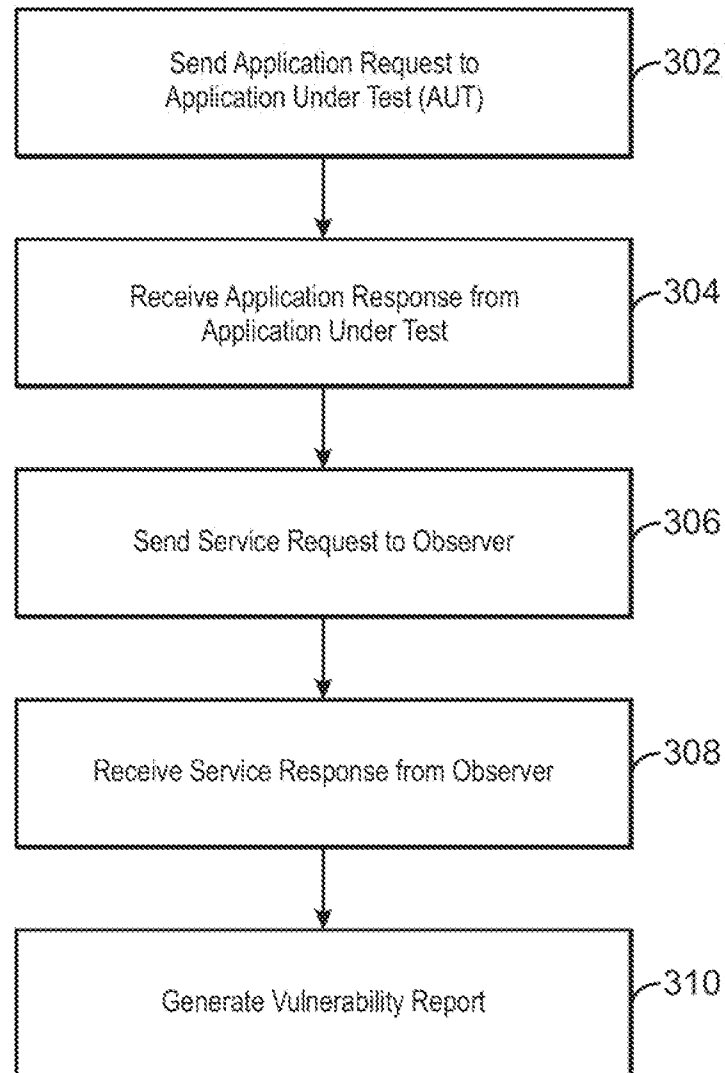 Send Application Request to
Application Under Test (AUT)
302
Receive Application Response from
Application Under Test
304
Send Service Request to Observer
306
Receive Service Response from Observer
308
Generate Vulnerability Report
310